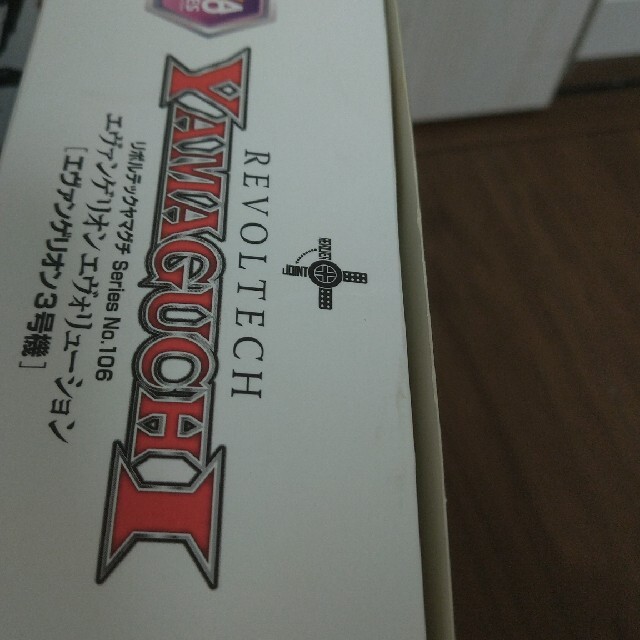 REVOLTECH
YAMAGUCHI
リボルテックヤマグチ Series No.106
エヴァンゲリオン エヴォリューション
［エヴァンゲリオン3号機］